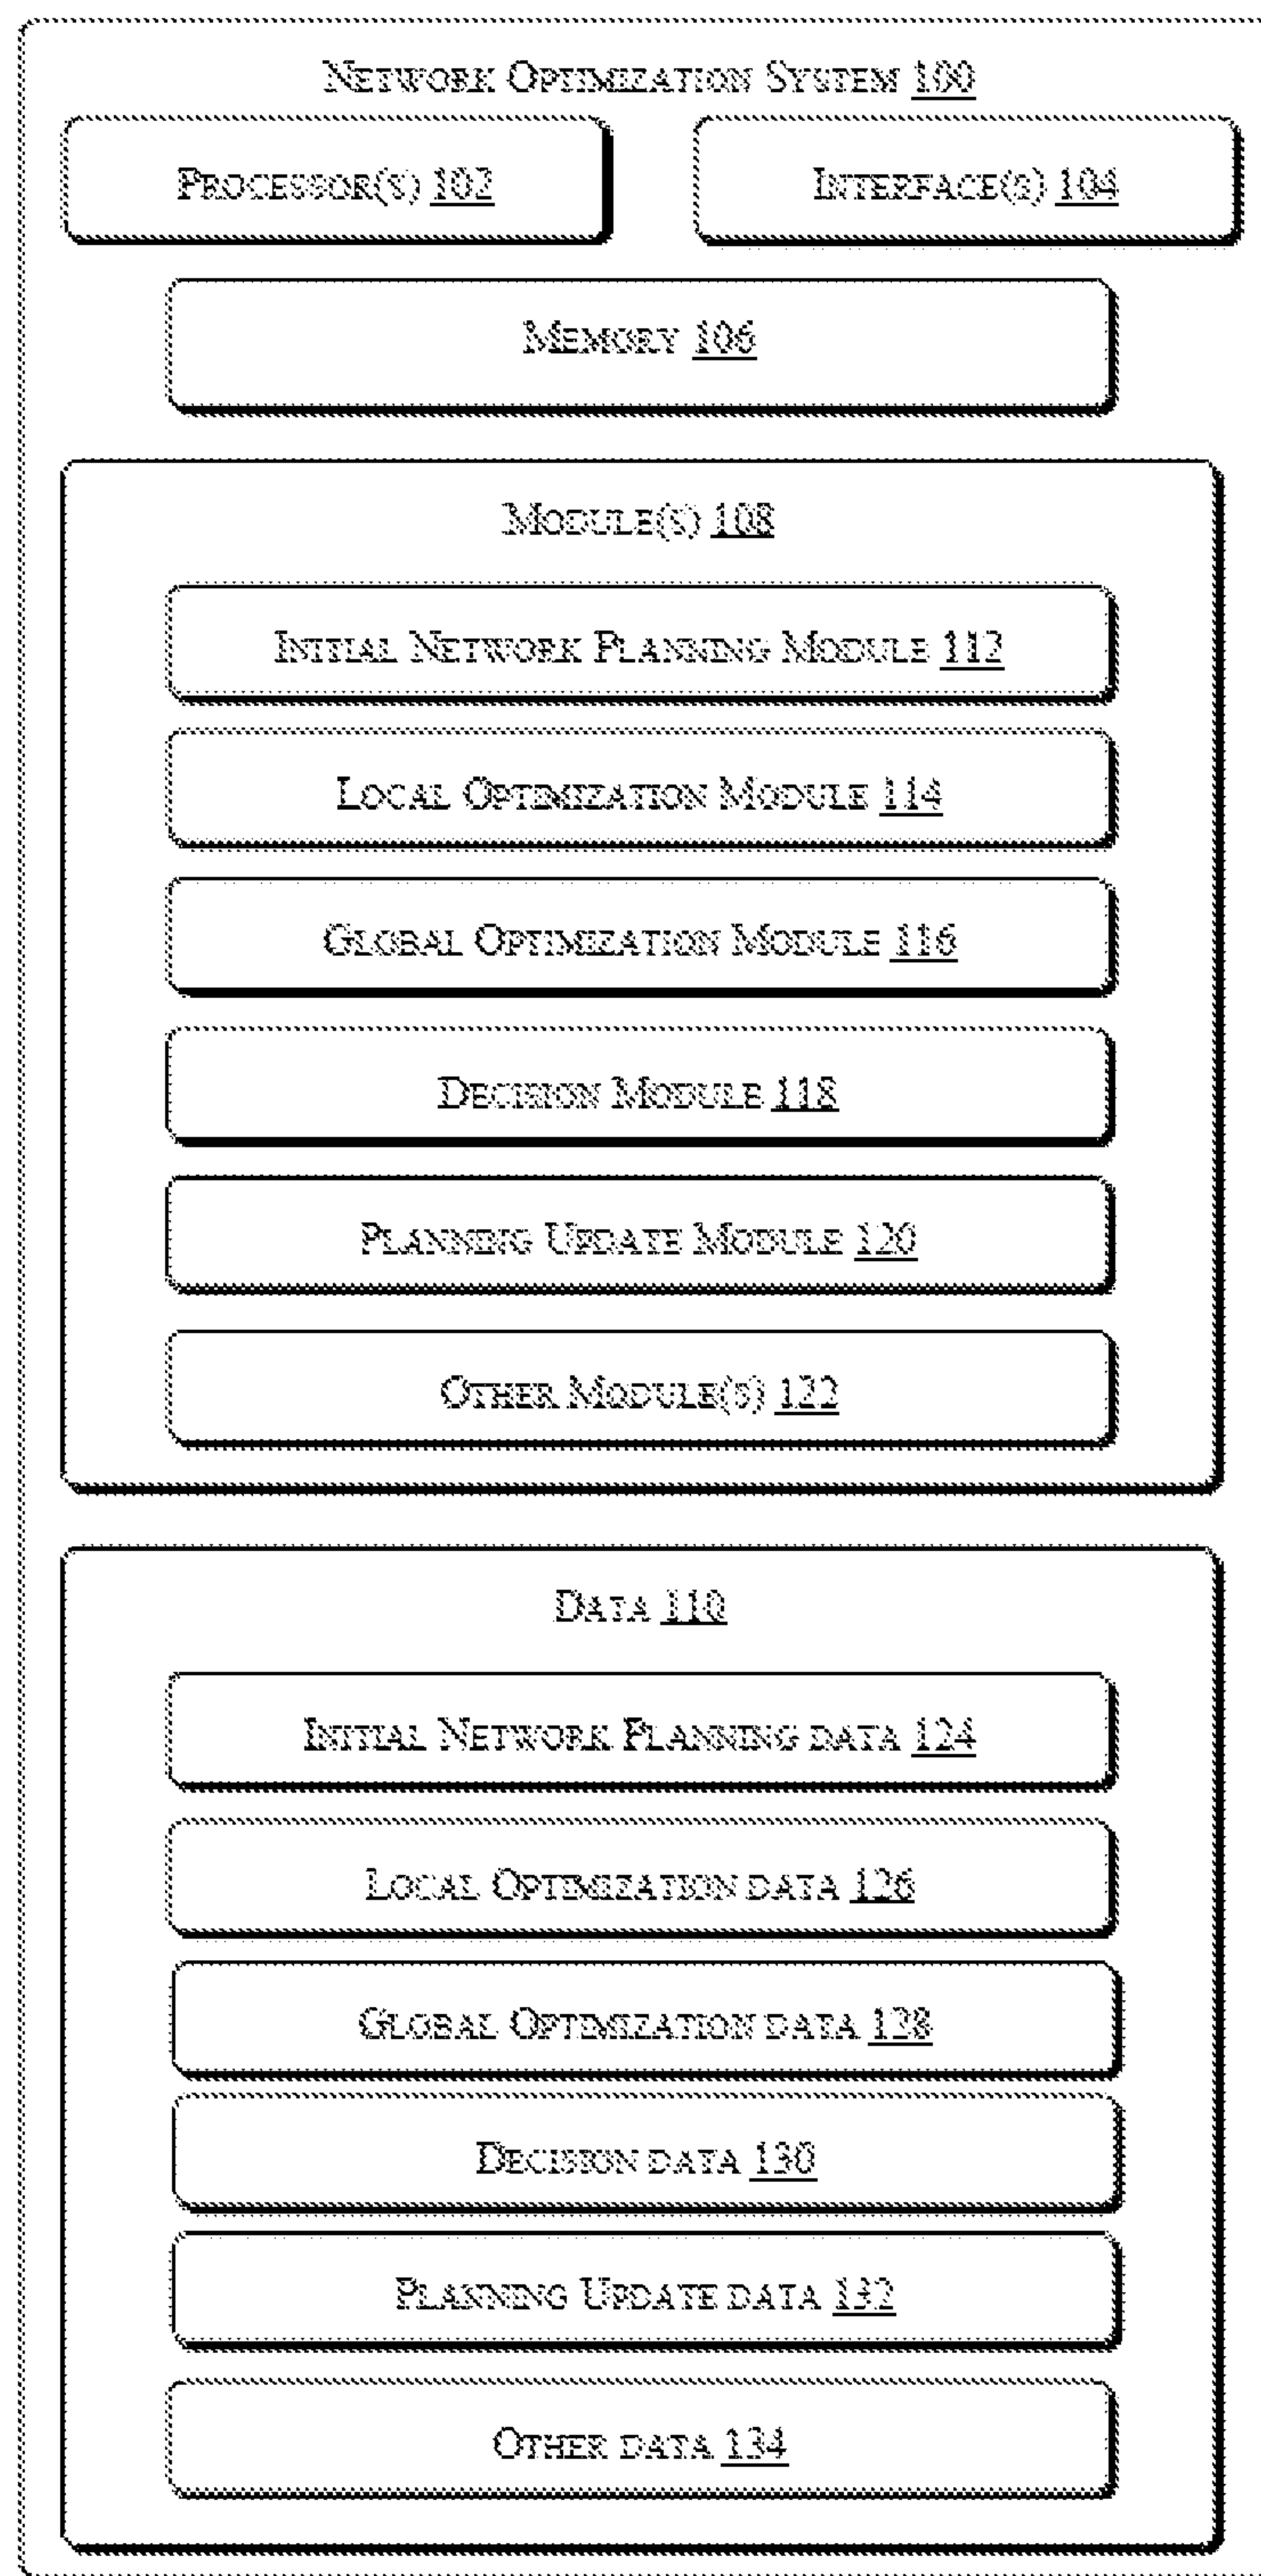 NETWORK OPTIMIZATION SYSTEM 100
PROCESSOR(S) 102
INTERFACE(S) 104
MEMORY 106
MODULE(S) 108
INITIAL NETWORK PLANNING MODULE 112
LOCAL OPTIMIZATION MODULE 114
GLOBAL OPTIMIZATION MODULE 116
DECISION MODULE 118
PLANNING UPDATE MODULE 120
OTHER MODULE(S) 122
DATA 110
INITIAL NETWORK PLANNING DATA 124
LOCAL OPTIMIZATION DATA 126
GLOBAL OPTIMIZATION DATA 128
DECISION DATA 130
PLANNING UPDATE DATA 132
OTHER DATA 134